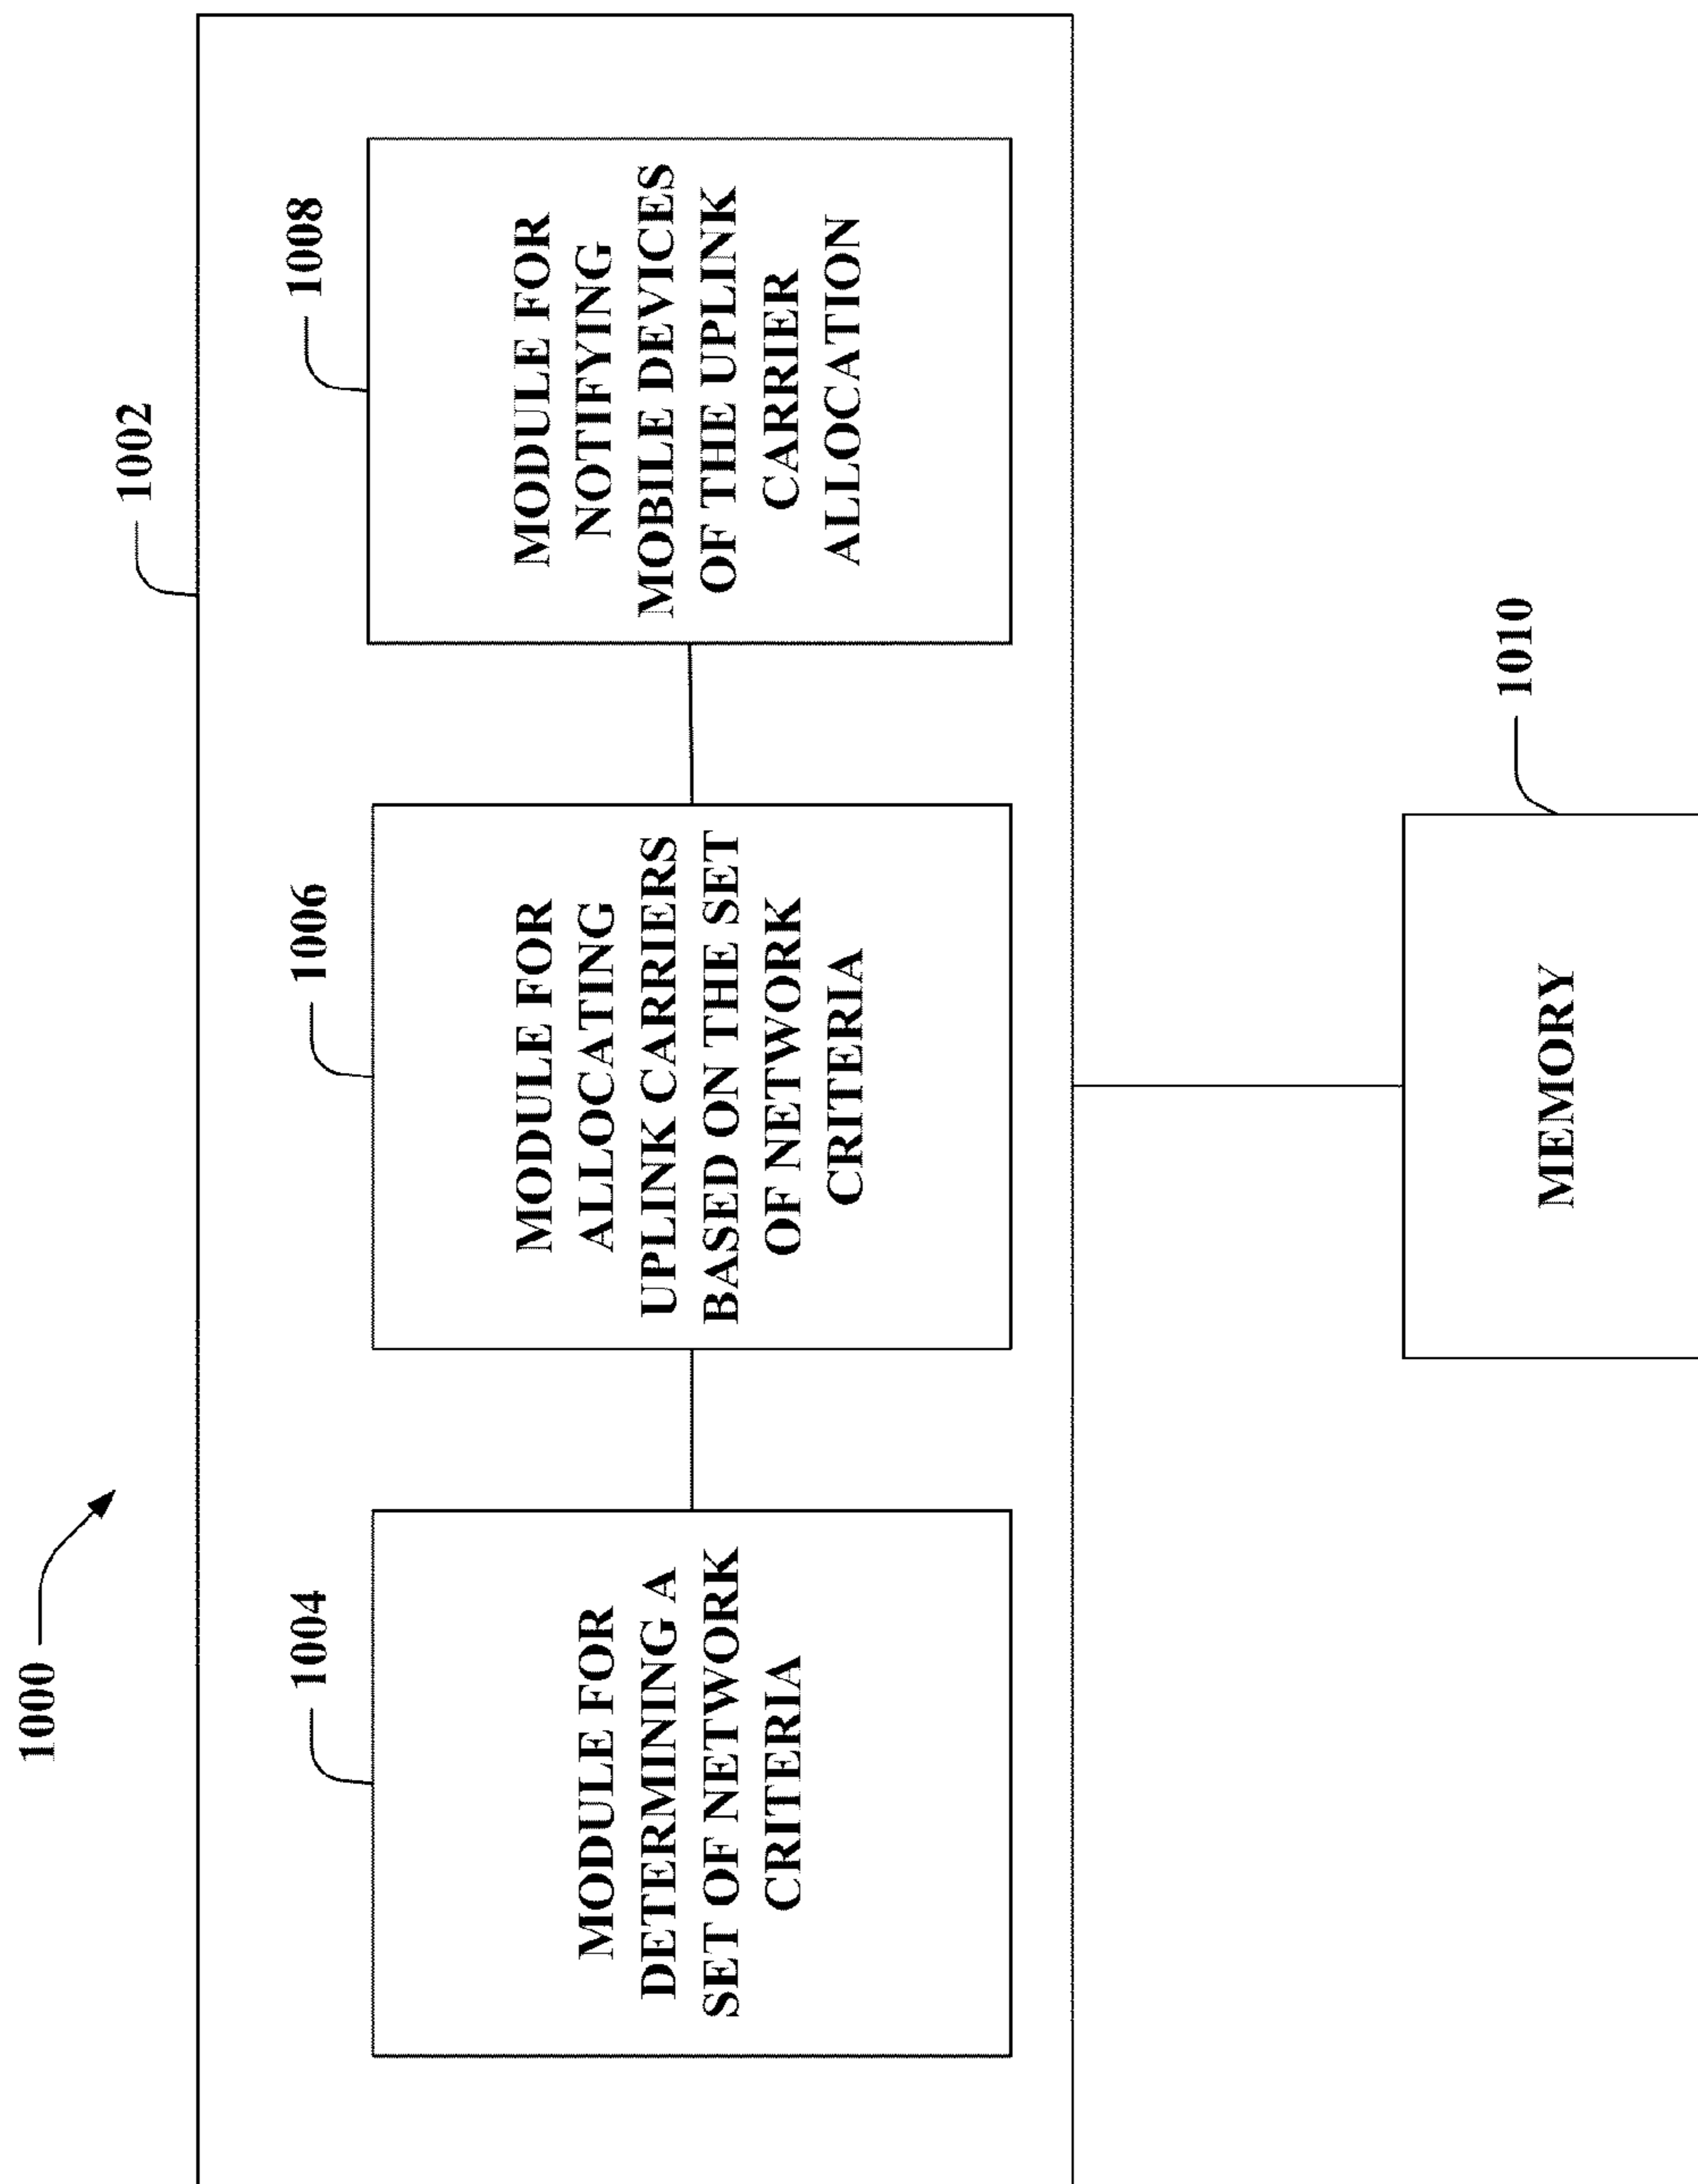 1000
1002
1004
MODULE FOR
DETERMINING A
SET OF NETWORK
CRITERIA
1006
MODULE FOR
ALLOCATING
UPLINK CARRIERS
BASED ON THE SET
OF NETWORK
CRITERIA
1008
MODULE FOR
NOTIFYING
MOBILE DEVICES
OF THE UPLINK
CARRIER
ALLOCATION
1010
MEMORY